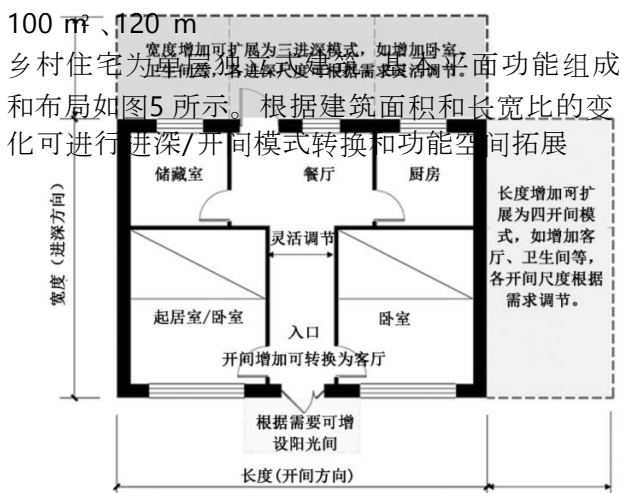 100 ㎡ 、120 m
乡村住宅为单层独立式建筑，基本平面功能组成
和布局如图5 所示。根据建筑面积和长宽比的变
化可进行进深/开间模式转换和功能空间拓展
宽度增加可扩展为三进深模式，如增加卧室、
卫生间等，各进深尺度可根据需求灵活调节。
储藏室
餐厅
厨房
灵活调节
起居室/卧室
卧室
入口
开间增加可转换为客厅
根据需要可增
设阳光间
长度增加可扩
展为四开间模
式，如增加客
厅、卫生间等，
各开间尺度根据
需求调节。
宽度（进深方向）
长度(开间方向)